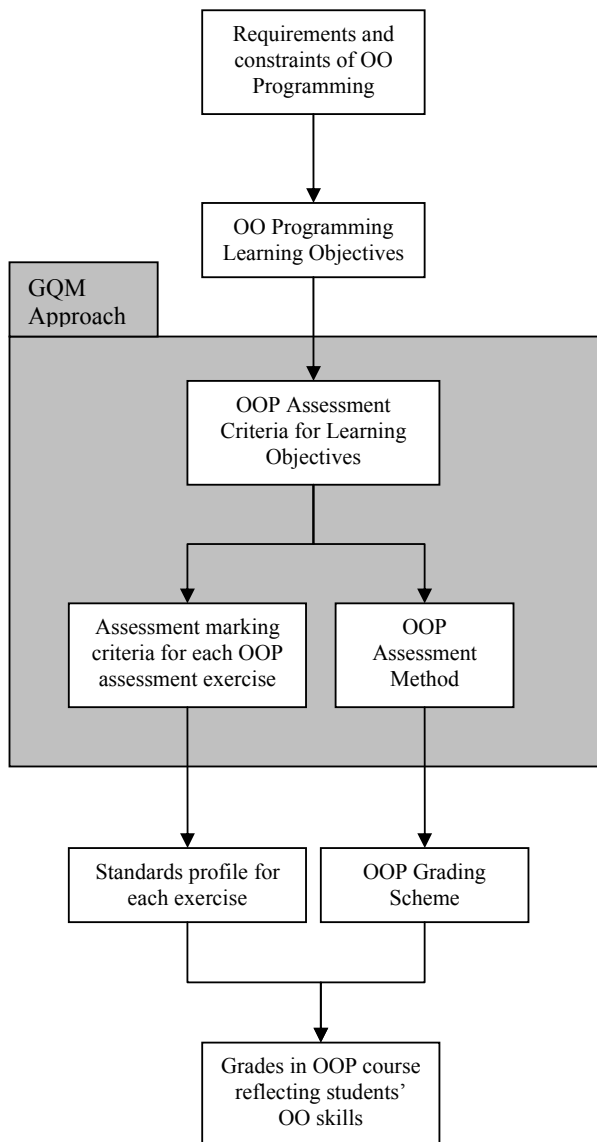 Requirements and
constraints of OO
Programming
OO Programming
Learning Objectives
GQM
Approach
OOP Assessment
Criteria for Learning
Objectives
Assessment marking
criteria for each OOP
assessment exercise
OOP
Assessment
Method
Standards profile for
each exercise
OOP Grading
Scheme
Grades in OOP course
reflecting students’
OO skills